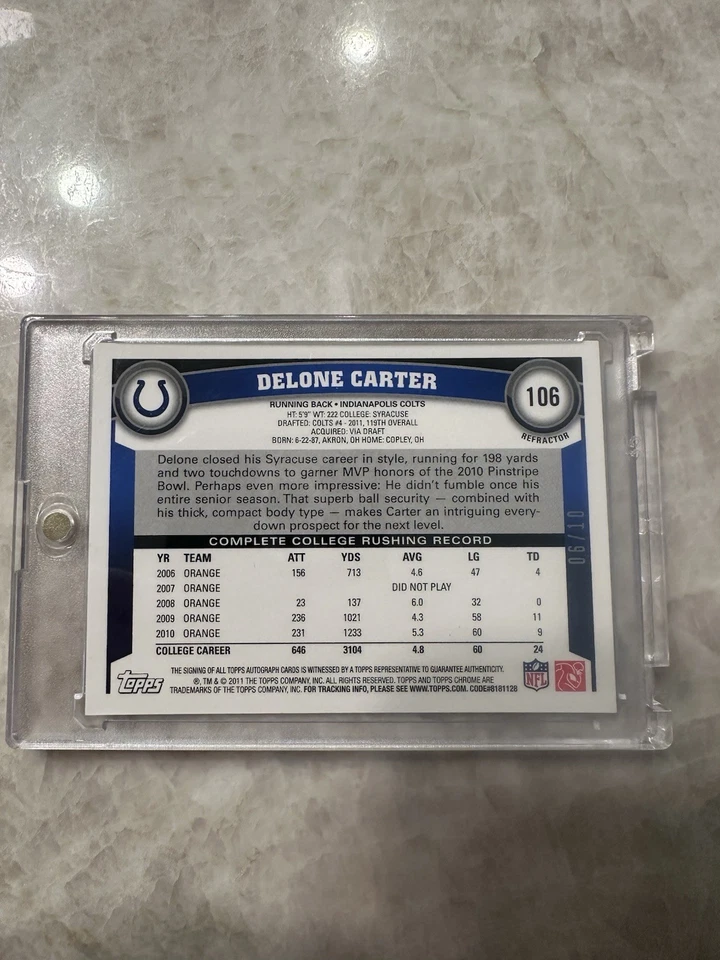 DELONE CARTER
106
REFRACTOR
RUNNING BACK • INDIANAPOLIS COLTS
HT: 5'9" WT: 222 COLLEGE: SYRACUSE
DRAFTED: COLTS #4 - 2011, 119TH OVERALL
ACQUIRED: VIA DRAFT
BORN: 6-22-87, AKRON, OH HOME: COPLEY, OH
Delone closed his Syracuse career in style, running for 198 yards
and two touchdowns to garner MVP honors of the 2010 Pinstripe
Bowl. Perhaps even more impressive: He didn't fumble once his
entire senior season. That superb ball security — combined with
his thick, compact body type — makes Carter an intriguing every-
down prospect for the next level.
06/10
COMPLETE COLLEGE RUSHING RECORD
YR TEAM ATT YDS AVG LG TD
2006 ORANGE 156 713 4.6 47 4
2007 ORANGE DID NOT PLAY
2008 ORANGE 23 137 6.0 32 0
2009 ORANGE 236 1021 4.3 58 11
2010 ORANGE 231 1233 5.3 60 9
COLLEGE CAREER 646 3104 4.8 60 24
Topps
THE SIGNING OF ALL TOPPS AUTOGRAPH CARDS IS WITNESSED BY A TOPPS REPRESENTATIVE TO GUARANTEE AUTHENTICITY.
®, TM & © 2011 THE TOPPS COMPANY, INC. ALL RIGHTS RESERVED. TOPPS AND TOPPS CHROME ARE
TRADEMARKS OF THE TOPPS COMPANY, INC. FOR TRACKING INFO, PLEASE SEE WWW.TOPPS.COM. CODE#8181128
NFL